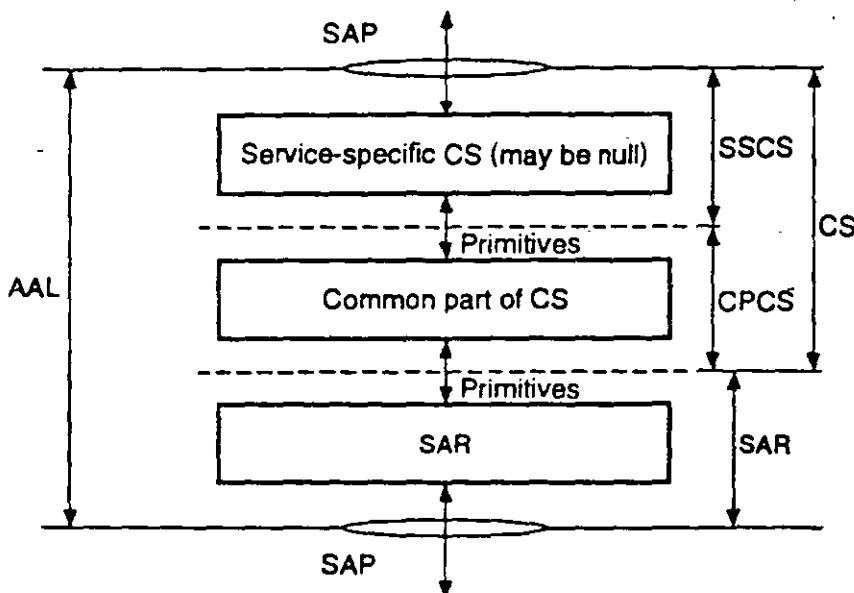 SAP
Service-specific CS (may be null)
SSCS
Primitives
CS
AAL
Common part of CS
CPCS
Primitives
SAR
SAR
SAP